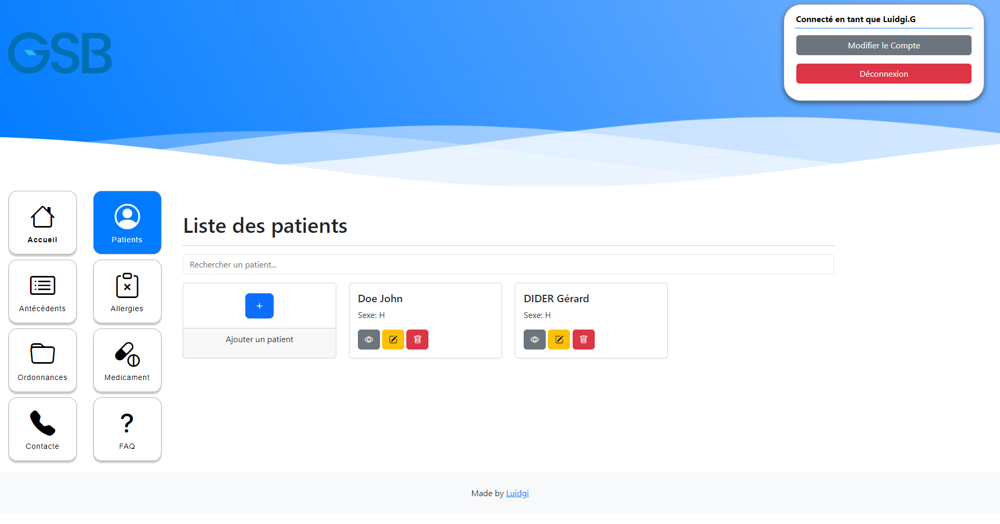 GSB
Connecté en tant que Luidgi.G
Modifier le Compte
Déconnexion
Accueil
Patients
Antécédents
Allergies
Ordonnances
Medicament
Contacte
?
FAQ
Liste des patients
Rechercher un patient...
+
Ajouter un patient
Doe John
Sexe: H
DIDER Gérard
Sexe: H
Made by Luidgi